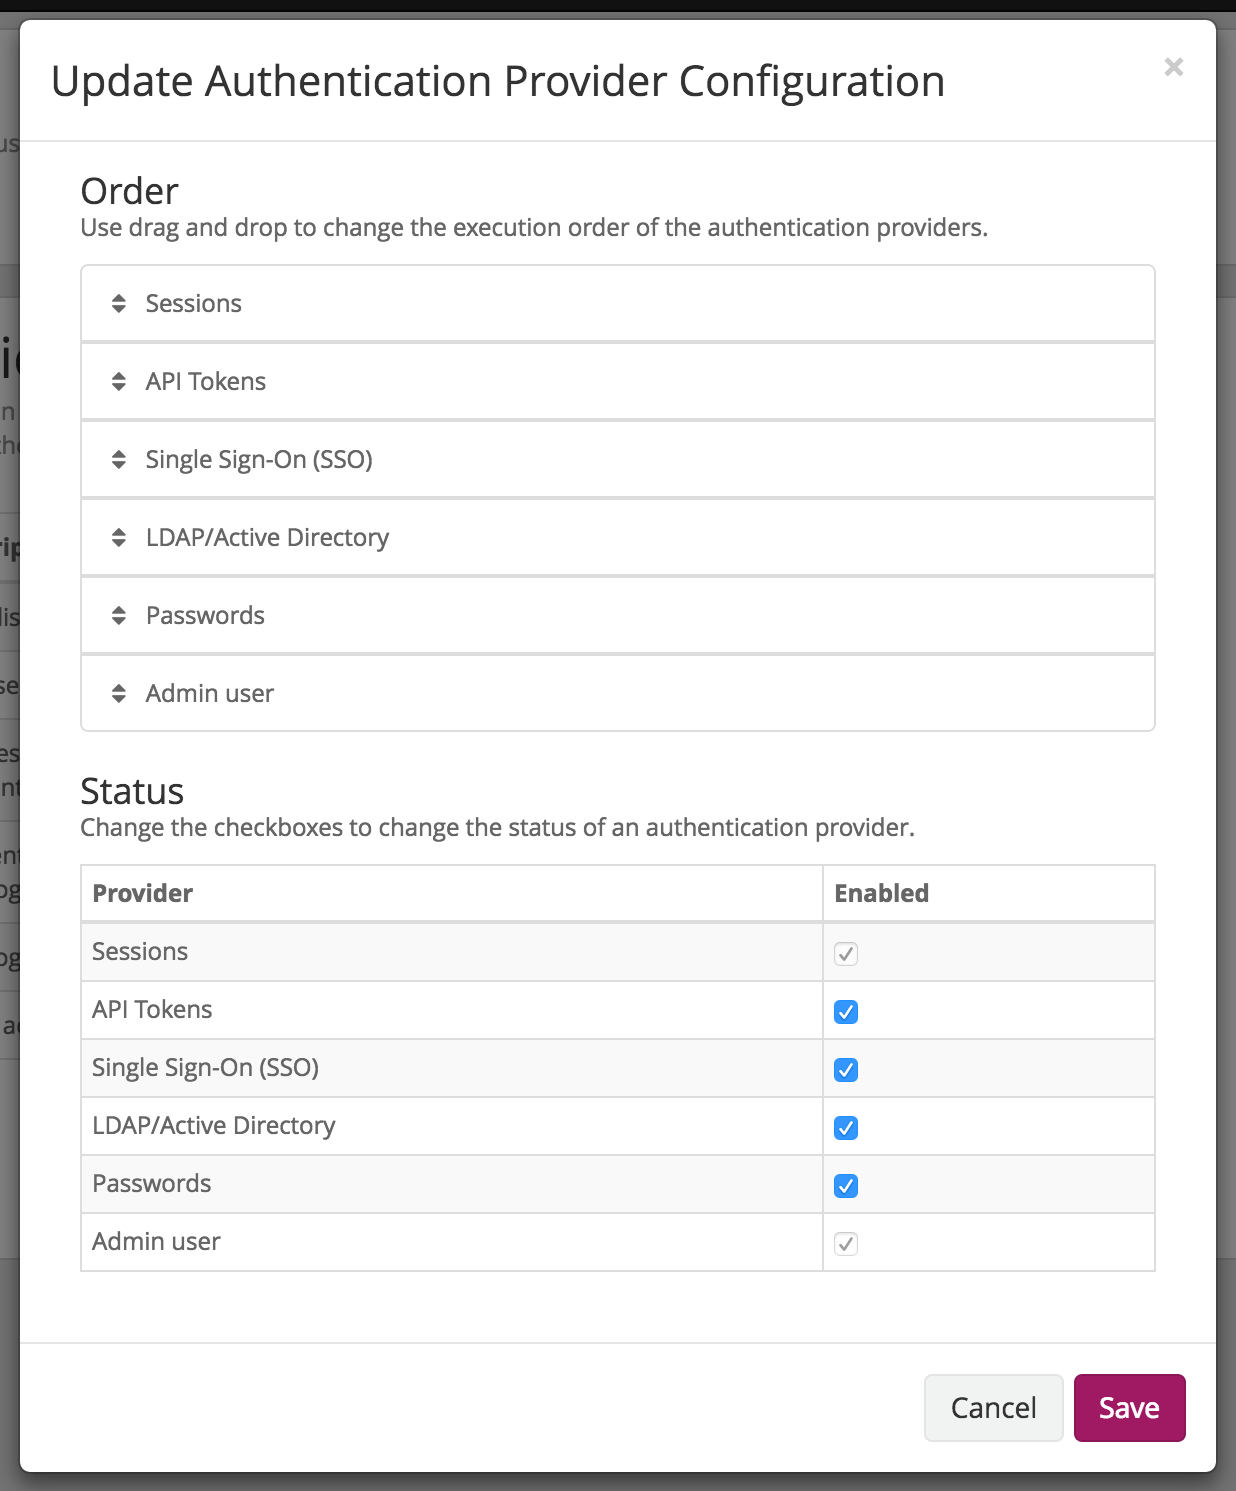 Update Authentication Provider Configuration
×
Order
Use drag and drop to change the execution order of the authentication providers.
Sessions
API Tokens
Single Sign-On (SSO)
LDAP/Active Directory
Passwords
Admin user
Status
Change the checkboxes to change the status of an authentication provider.
Provider Enabled
Sessions
API Tokens
Single Sign-On (SSO)
LDAP/Active Directory
Passwords
Admin user
Cancel Save